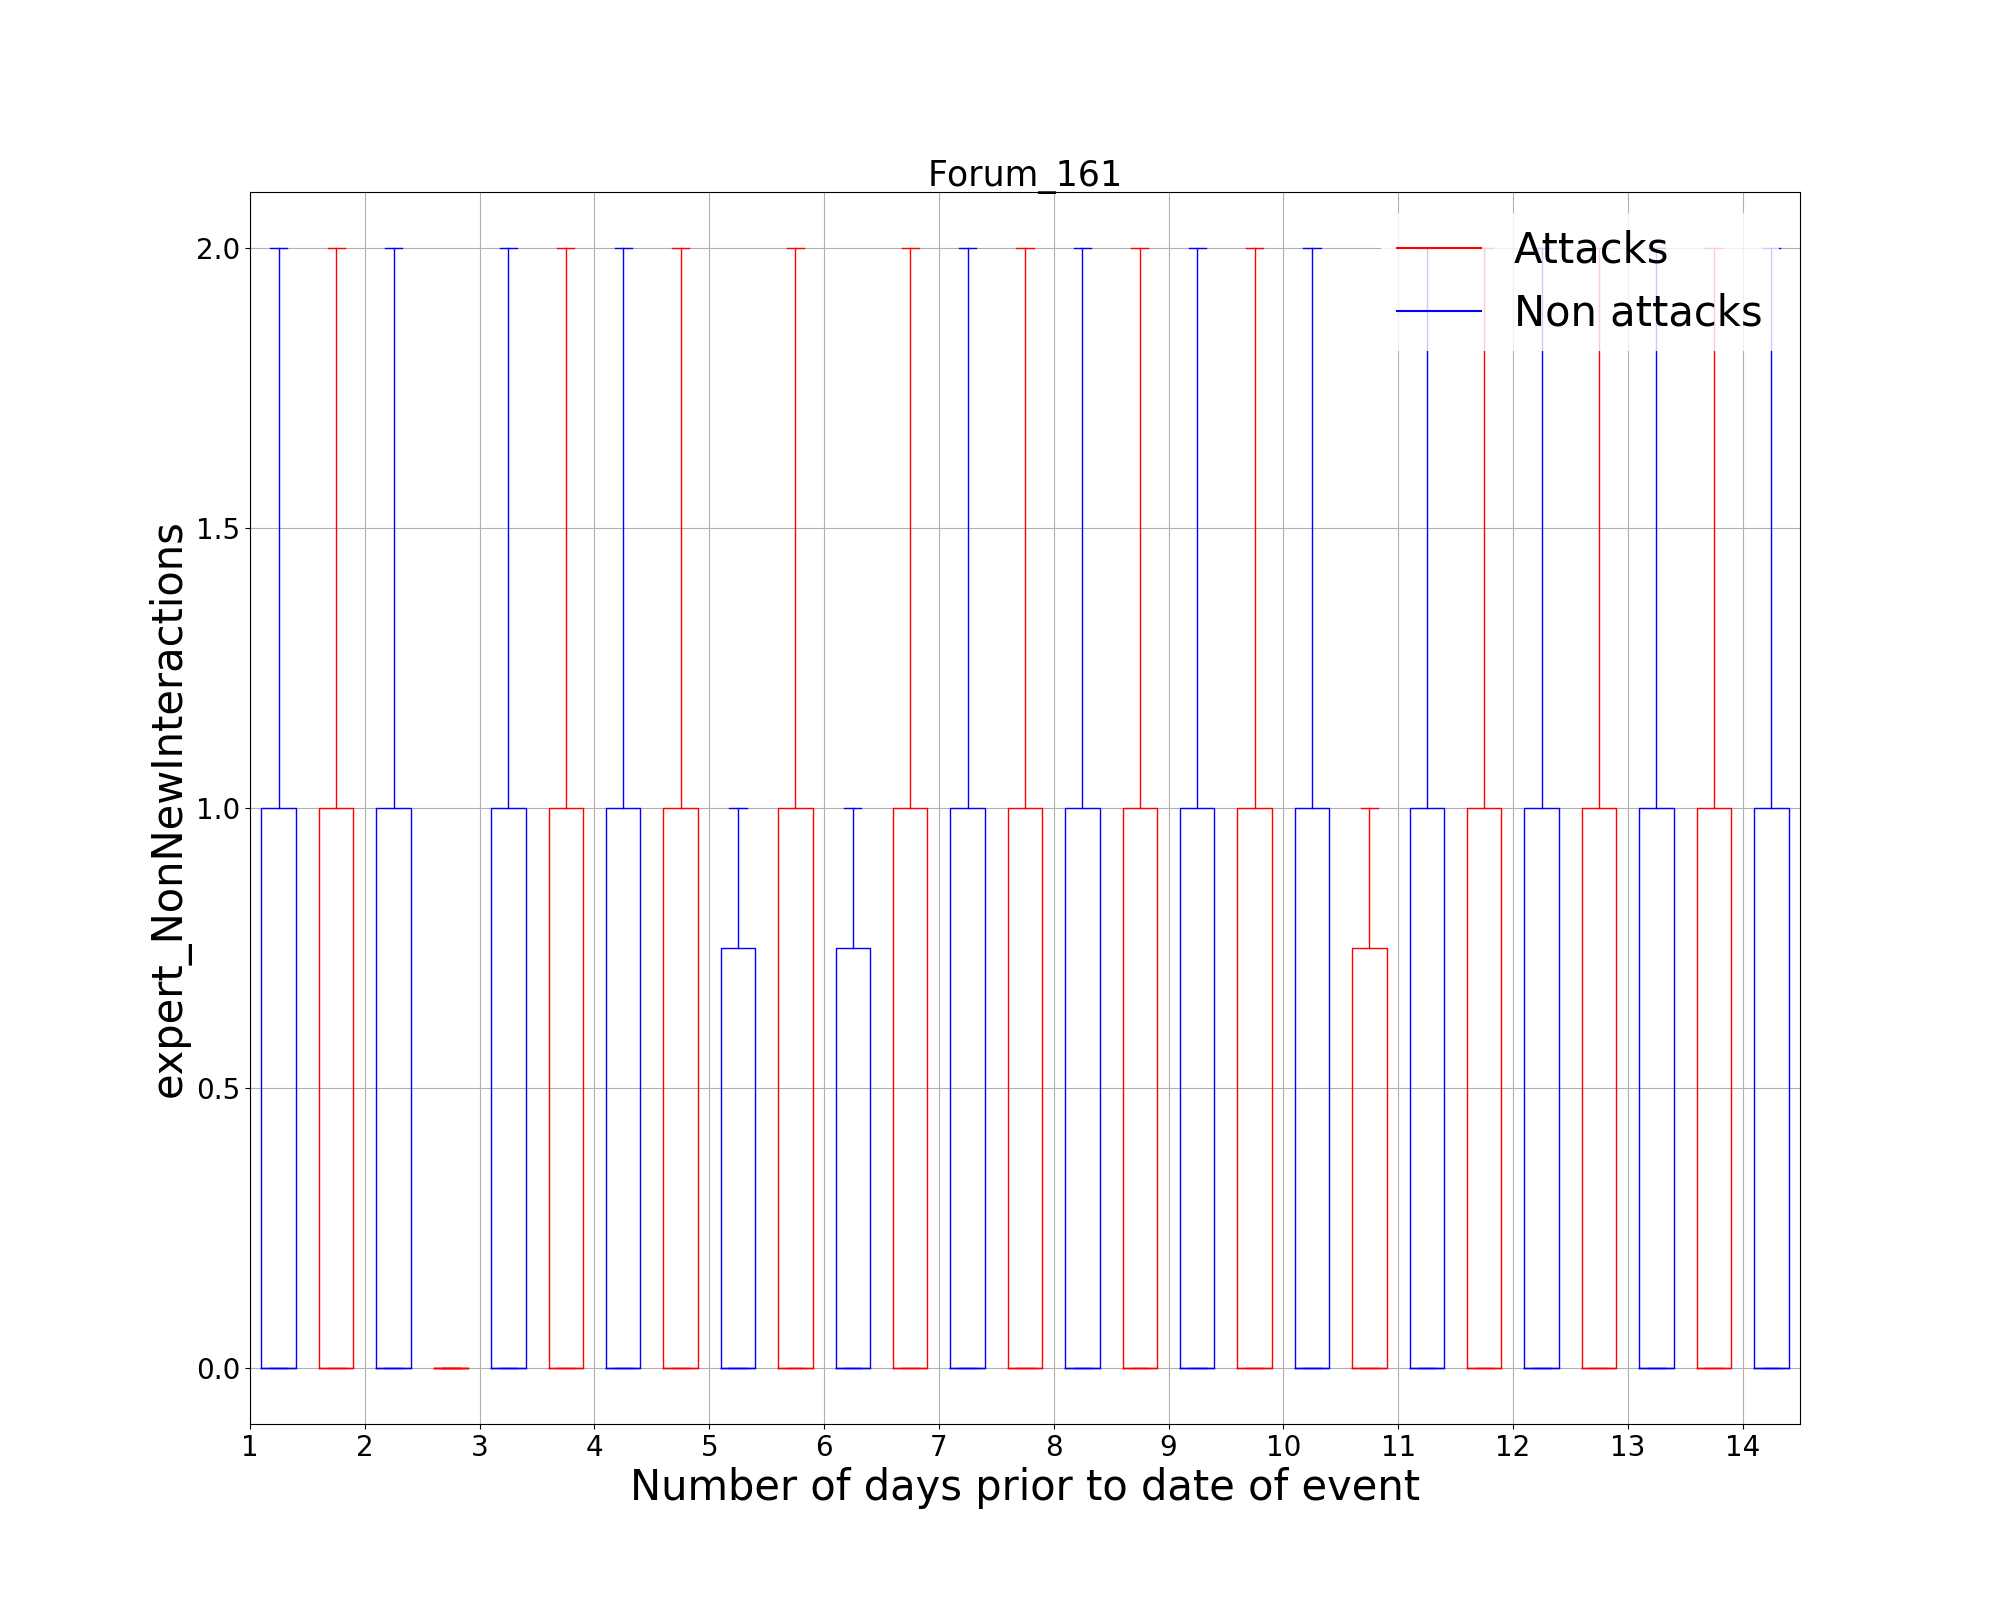 Forum_161
Attacks
Non attacks
expert_NonNewInteractions
2.0
1.5
1.0
0.5
0.0
1 2 3 4 5 6 7 8 9 10 11 12 13 14
Number of days prior to date of event